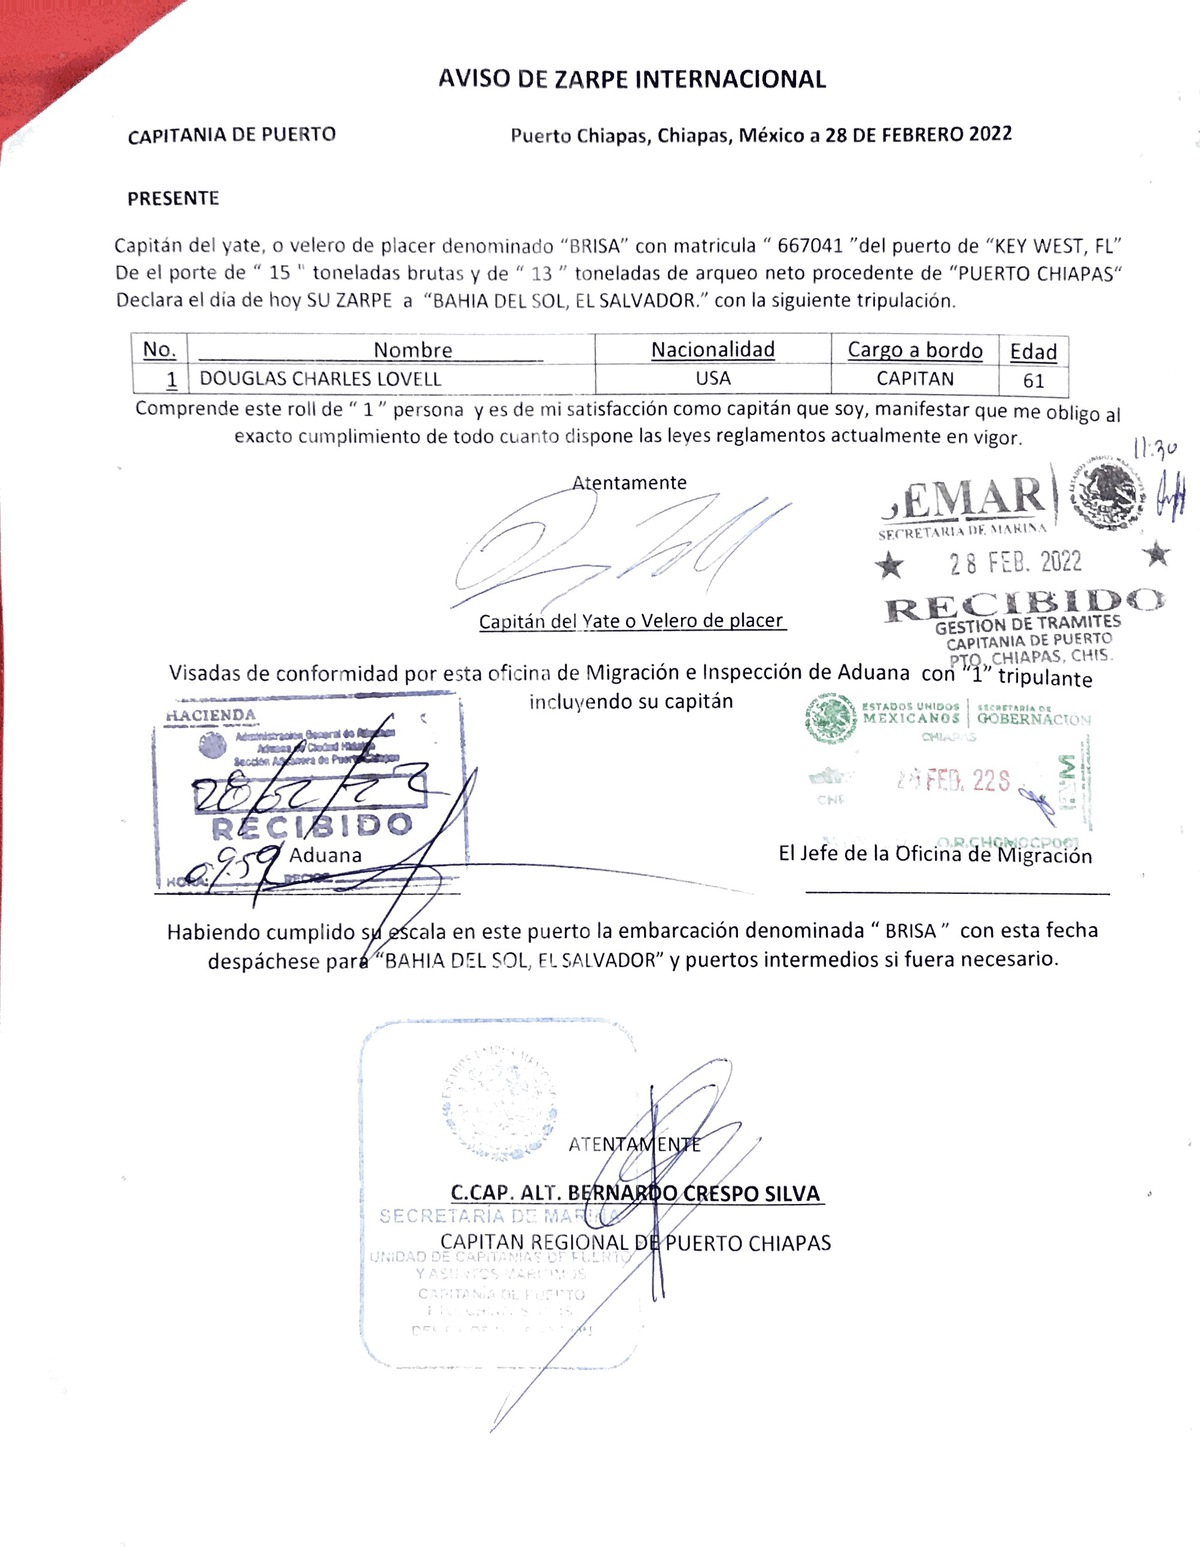 AVISO DE ZARPE INTERNACIONAL
CAPITANIA DE PUERTO
Puerto Chiapas, Chiapas, México a 28 DE FEBRERO 2022
PRESENTE
Capitán del yate, o velero de placer denominado “BRISA” con matricula “ 667041 ”del puerto de “KEY WEST, FL”
De el porte de “ 15 " toneladas brutas y de “ 13 ” toneladas de arqueo neto procedente de “PUERTO CHIAPAS“
Declara el día de hoy SU ZARPE a “BAHIA DEL SOL, EL SALVADOR.” con la siguiente tripulación.
No. Nombre Nacionalidad Cargo a bordo Edad
1 DOUGLAS CHARLES LOVELL USA CAPITAN 61
Comprende este roll de “ 1 ” persona y es de mi satisfacción como capitán que soy, manifestar que me obligo al
exacto cumplimiento de todo cuanto dispone las leyes reglamentos actualmente en vigor.
11:30
Atentamente
SEMAR
SECRETARIA DE MARINA
28 FEB. 2022
RECIBIDO
GESTION DE TRAMITES
CAPITANIA DE PUERTO
PTO. CHIAPAS, CHIS.
Capitán del Yate o Velero de placer
Visadas de conformidad por esta oficina de Migración e Inspección de Aduana con “1” tripulante
incluyendo su capitán
HACIENDA
Administracion General de Aduanas
Aduana de Ciudad Hidalgo
Sección Aduanera de Puerto Chiapas
28/02/22
RECIBIDO
09:59
Aduana
HORA:
ESTADOS UNIDOS MEXICANOS
SECRETARÍA DE GOBERNACION
CHIAPAS
FEB. 22
El Jefe de la Oficina de Migración
Habiendo cumplido su escala en este puerto la embarcación denominada “ BRISA ” con esta fecha
despáchese para “BAHIA DEL SOL, EL SALVADOR” y puertos intermedios si fuera necesario.
ATENTAMENTE
C.CAP. ALT. BERNARDO CRESPO SILVA
SECRETARÍA DE MARINA
CAPITAN REGIONAL DE PUERTO CHIAPAS
UNIDAD DE CAPITANIAS DE PUERTO
Y ASUNTOS MARITIMOS
CAPITANÍA DE PUERTO